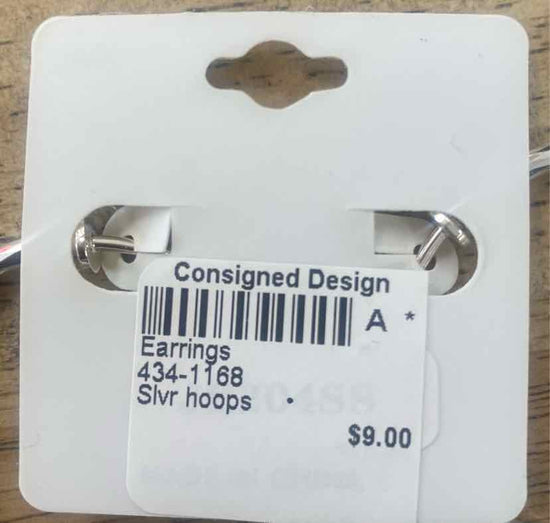 Consigned Design
A *
Earrings
434-1168
Slvr hoops
$9.00